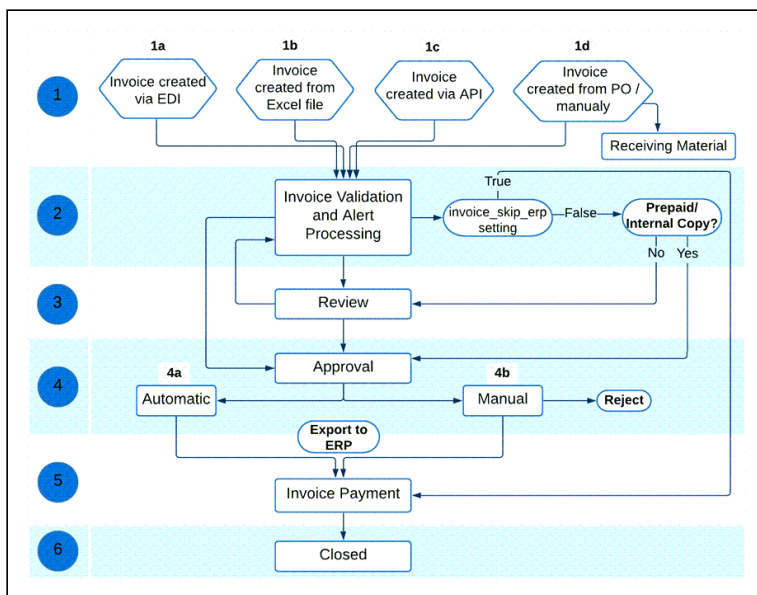 1a
1b
1c
1d
1
Invoice created
via EDI
Invoice
created from
Excel file
Invoice
created via API
Invoice
created from PO /
manualy
Receiving Material
2
Invoice Validation
and Alert
Processing
True
invoice_skip_erp
setting
False
Prepaid/
Internal Copy?
No
Yes
3
Review
4
Approval
4a
4b
Automatic
Manual
Reject
Export to
ERP
5
Invoice Payment
6
Closed